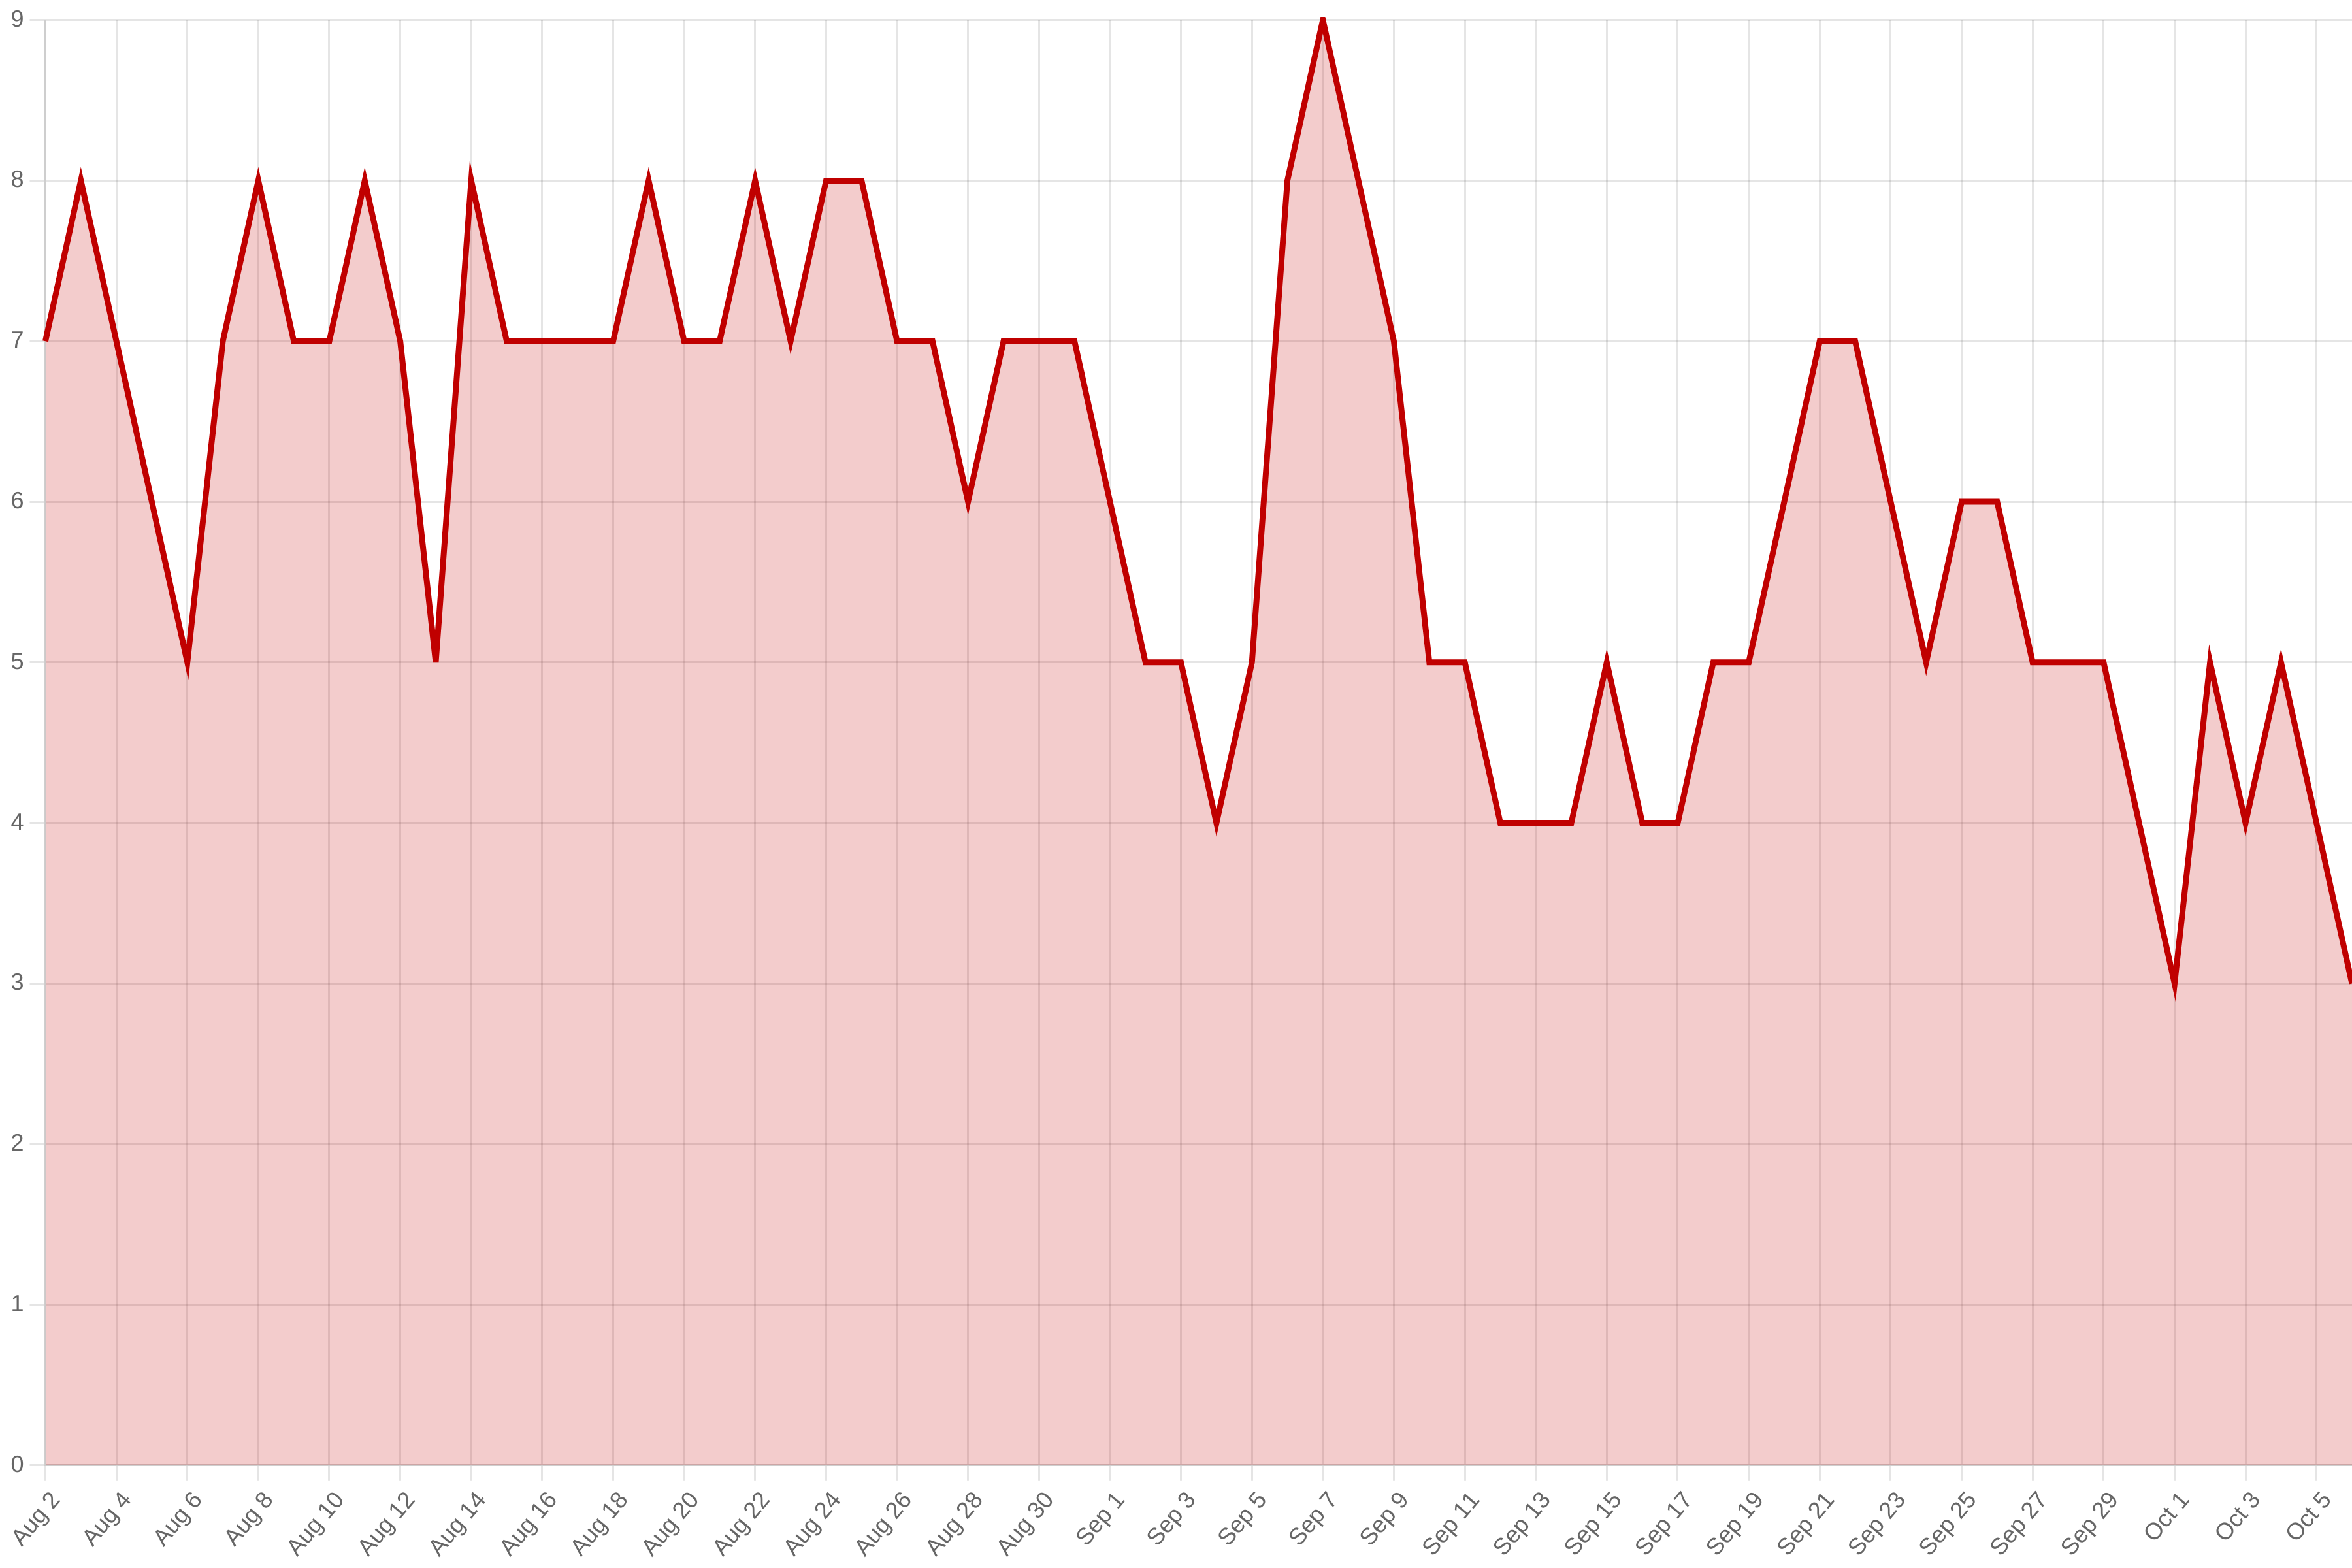 9
8
7
6
5
4
3
2
1
0
Aug 2
Aug 4
Aug 6
Aug 8
Aug 10
Aug 12
Aug 14
Aug 16
Aug 18
Aug 20
Aug 22
Aug 24
Aug 26
Aug 28
Aug 30
Sep 1
Sep 3
Sep 5
Sep 7
Sep 9
Sep 11
Sep 13
Sep 15
Sep 17
Sep 19
Sep 21
Sep 23
Sep 25
Sep 27
Sep 29
Oct 1
Oct 3
Oct 5